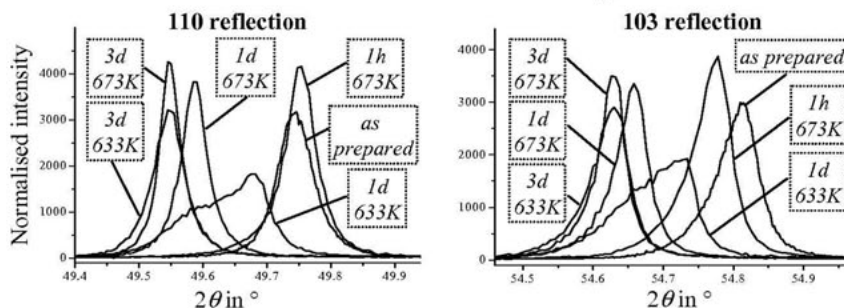 110 reflection
Normalised intensity
4000
3000
2000
1000
0
3d
673K
1d
673K
1h
673K
3d
633K
as
prepared
1d
633K
49.4 49.5 49.6 49.7 49.8 49.9
2θ in °
103 reflection
4000
3000
2000
1000
0
3d
673K
as prepared
1d
673K
1h
673K
3d
633K
1d
633K
54.5 54.6 54.7 54.8 54.9
2θ in °